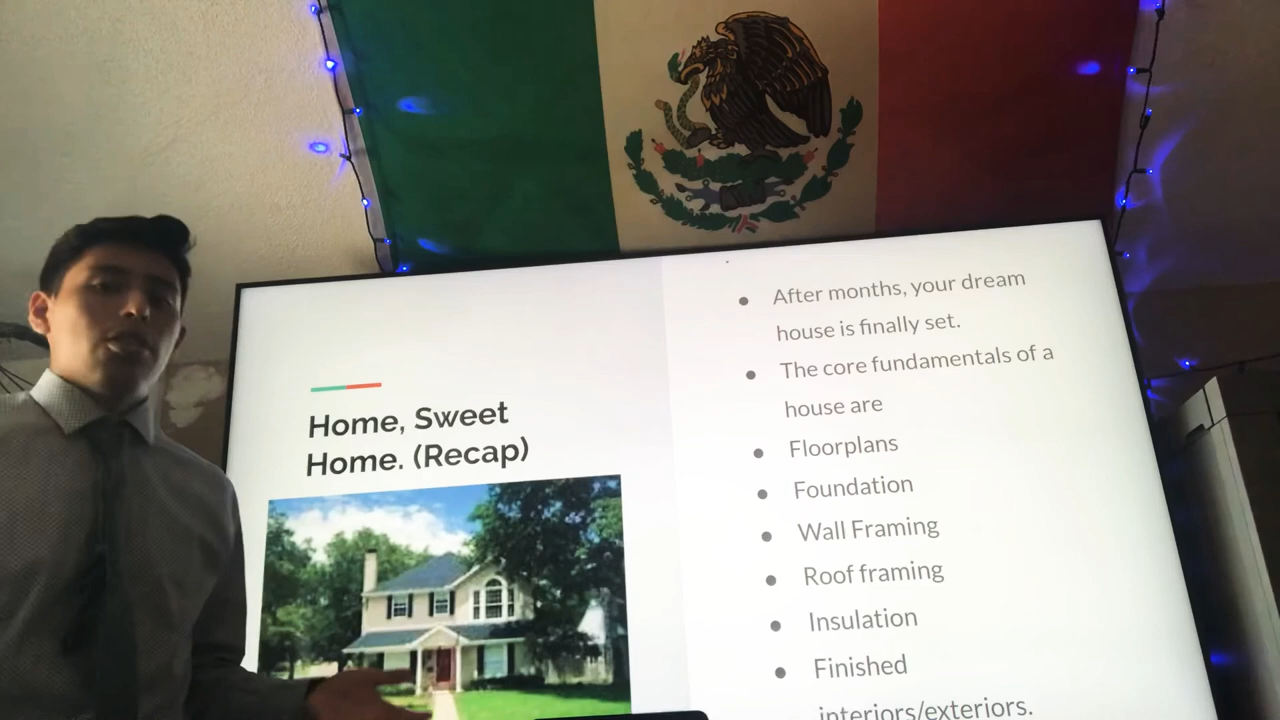 Home, Sweet
Home. (Recap)
After months, your dream
house is finally set.
The core fundamentals of a
house are
Floorplans
Foundation
Wall Framing
Roof framing
Insulation
Finished
interiors/exteriors.